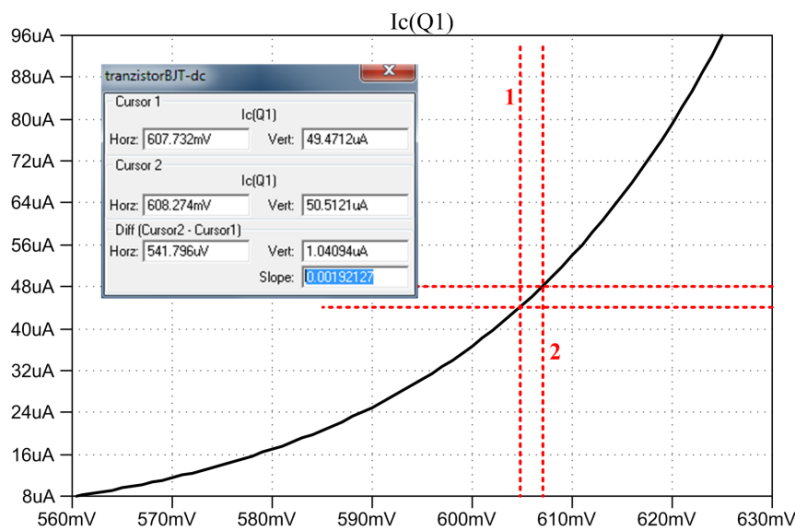 Ic(Q1)
96uA
88uA
80uA
72uA
64uA
56uA
48uA
40uA
32uA
24uA
16uA
8uA
tranzistorBJT-dc
Cursor 1
Ic(Q1)
Horz: 607.732mV Vert: 49.4712uA
Cursor 2
Ic(Q1)
Horz: 608.274mV Vert: 50.5121uA
Diff (Cursor2 - Cursor1)
Horz: 541.796uV Vert: 1.04094uA
Slope: 0.00192127
1
2
560mV 570mV 580mV 590mV 600mV 610mV 620mV 630mV